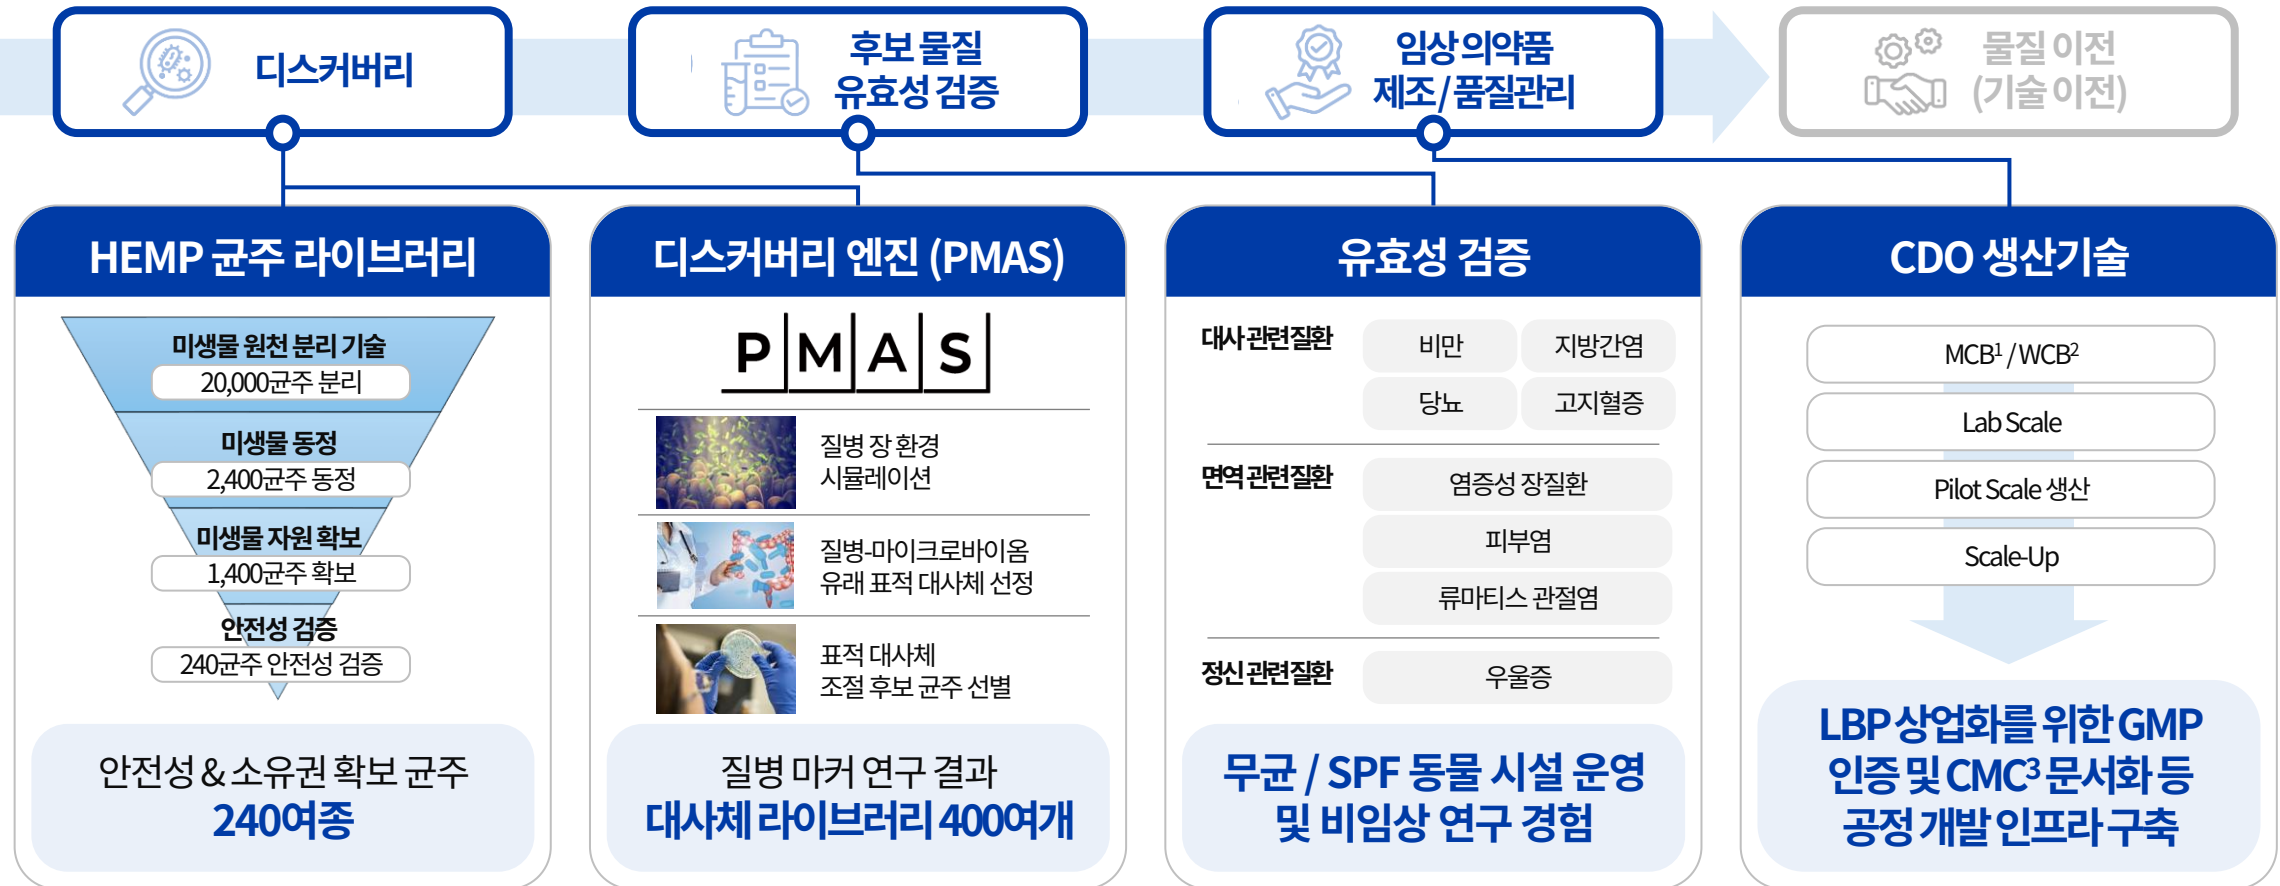 디스커버리
후보 물질
유효성 검증
임상 의약품
제조 / 품질관리
물질 이전
(기술 이전)
HEMP 균주 라이브러리
미생물 원천 분리 기술
20,000균주 분리
미생물 동정
2,400균주 동정
미생물 자원 확보
1,400균주 확보
안전성 검증
240균주 안전성 검증
안전성 & 소유권 확보 균주
240여종
디스커버리 엔진 (PMAS)
PMAS
질병 장 환경
시뮬레이션
질병-마이크로바이옴
유래 표적 대사체 선정
표적 대사체
조절 후보 균주 선별
질병 마커 연구 결과
대사체 라이브러리 400여개
유효성 검증
대사 관련 질환
비만
지방간염
당뇨
고지혈증
면역 관련 질환
염증성 장질환
피부염
류마티스 관절염
정신 관련 질환
우울증
무균 / SPF 동물 시설 운영
및 비임상 연구 경험
CDO 생산기술
MCB¹ / WCB²
Lab Scale
Pilot Scale 생산
Scale-Up
LBP 상업화를 위한 GMP
인증 및 CMC³ 문서화 등
공정 개발 인프라 구축